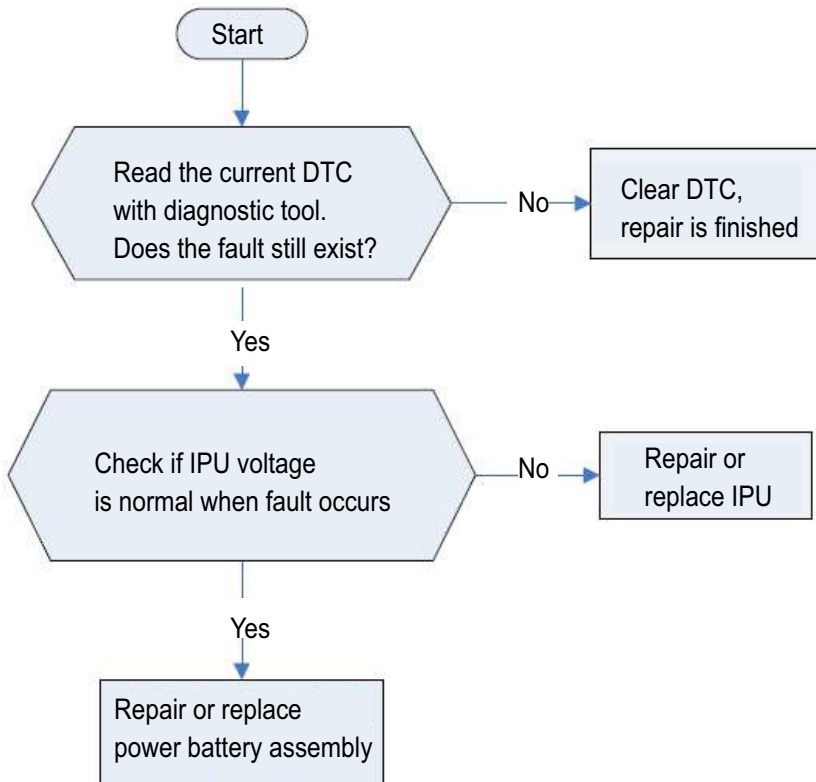 Start
Read the current DTC
with diagnostic tool.
Does the fault still exist?
No
Clear DTC,
repair is finished
Yes
Check if IPU voltage
is normal when fault occurs
No
Repair or
replace IPU
Yes
Repair or replace
power battery assembly